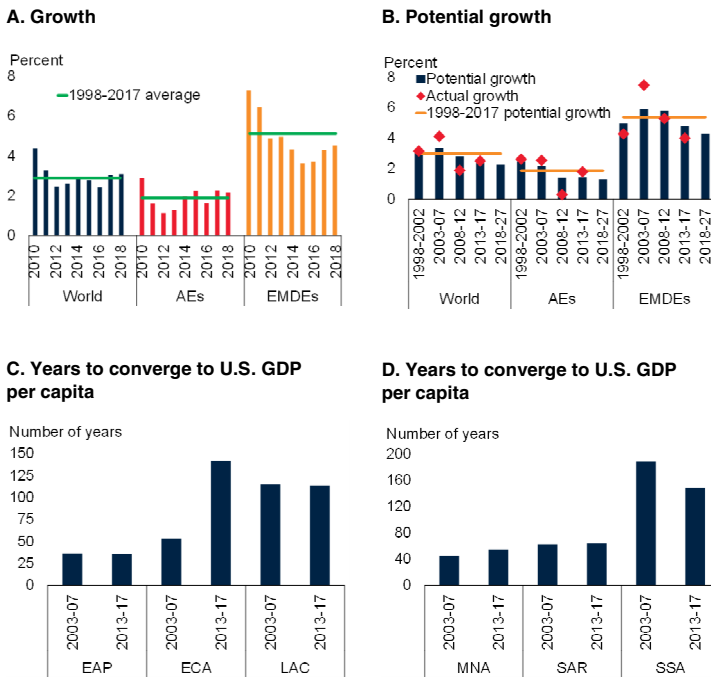 A. Growth
Percent
8
6
4
2
0
1998-2017 average
2010
2012
2014
2016
2018
2010
2012
2014
2016
2018
2010
2012
2014
2016
2018
World
AEs
EMDEs
B. Potential growth
Percent
8
6
4
2
0
Potential growth
Actual growth
1998-2017 potential growth
1998-2002
2003-07
2008-12
2013-17
2018-27
1998-2002
2003-07
2008-12
2013-17
2018-27
1998-2002
2003-07
2008-12
2013-17
2018-27
World
AEs
EMDEs
C. Years to converge to U.S. GDP
per capita
Number of years
150
125
100
75
50
25
0
2003-07
2013-17
2003-07
2013-17
2003-07
2013-17
EAP
ECA
LAC
D. Years to converge to U.S. GDP
per capita
Number of years
200
160
120
80
40
0
2003-07
2013-17
2003-07
2013-17
2003-07
2013-17
MNA
SAR
SSA